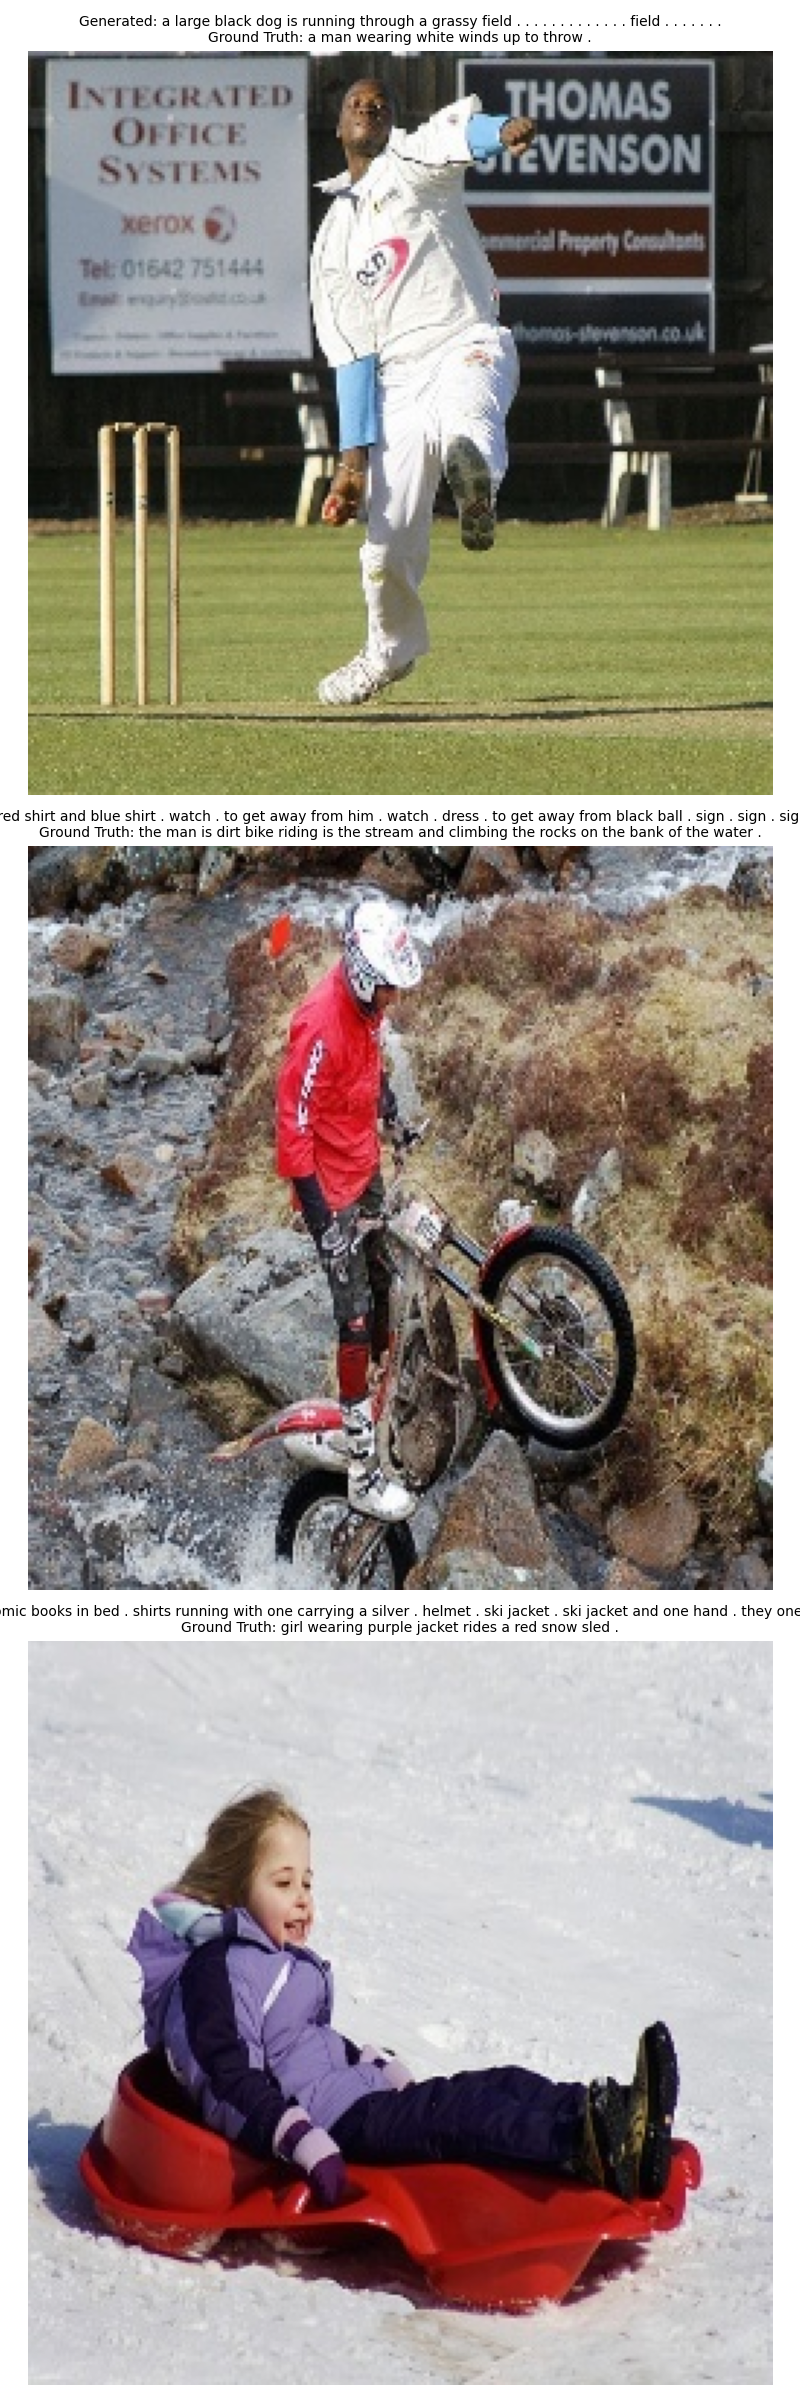 Generated: a large black dog is running through a grassy field . . . . . . . . . . . . . field . . . . . . .
Ground Truth: a man wearing white winds up to throw .
INTEGRATED
OFFICE
SYSTEMS
xerox
Tel: 01642 751444
Email:
THOMAS
STEVENSON
ommercial Property Consultants
thomas-stevenson.co.uk
red shirt and blue shirt . watch . to get away from him . watch . dress . to get away from black ball . sign . sign . sig
Ground Truth: the man is dirt bike riding is the stream and climbing the rocks on the bank of the water .
omic books in bed . shirts running with one carrying a silver . helmet . ski jacket . ski jacket and one hand . they one
Ground Truth: girl wearing purple jacket rides a red snow sled .